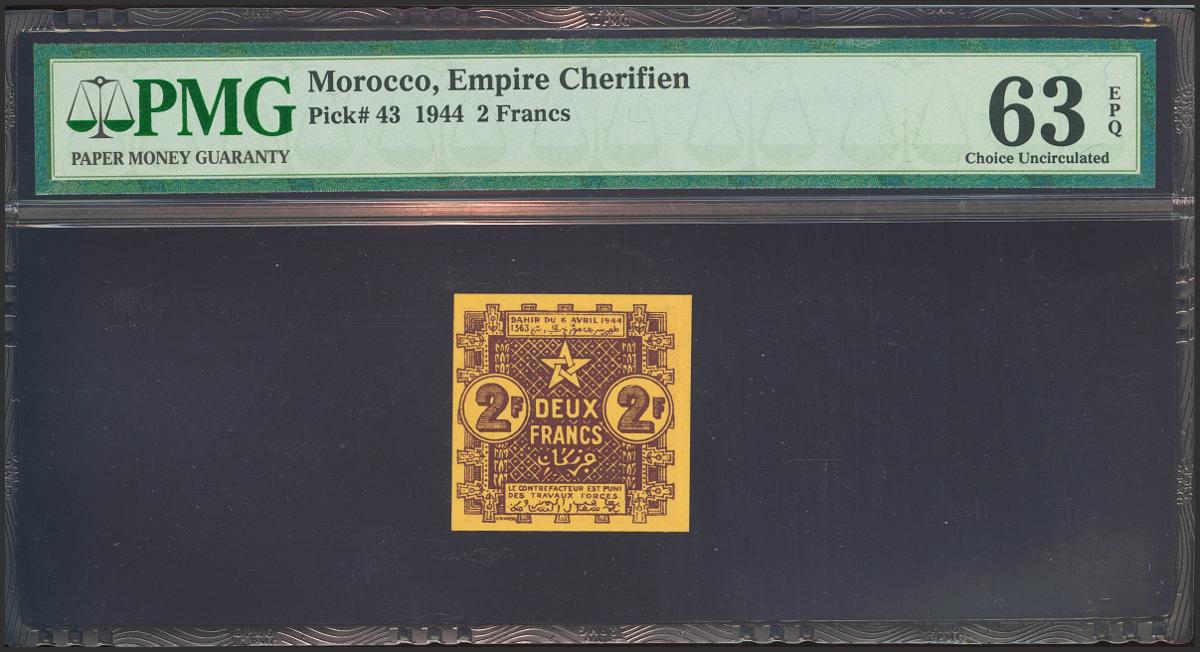 PMG
PAPER MONEY GUARANTY
Morocco, Empire Cherifien
Pick# 43 1944 2 Francs
63
EPQ
Choice Uncirculated
DAHIR DU 6 AVRIL 1944
1363
2F
DEUX
2F
FRANCS
فرنكان
LE CONTREFACTEUR EST PUNI
DES TRAVAUX FORCES